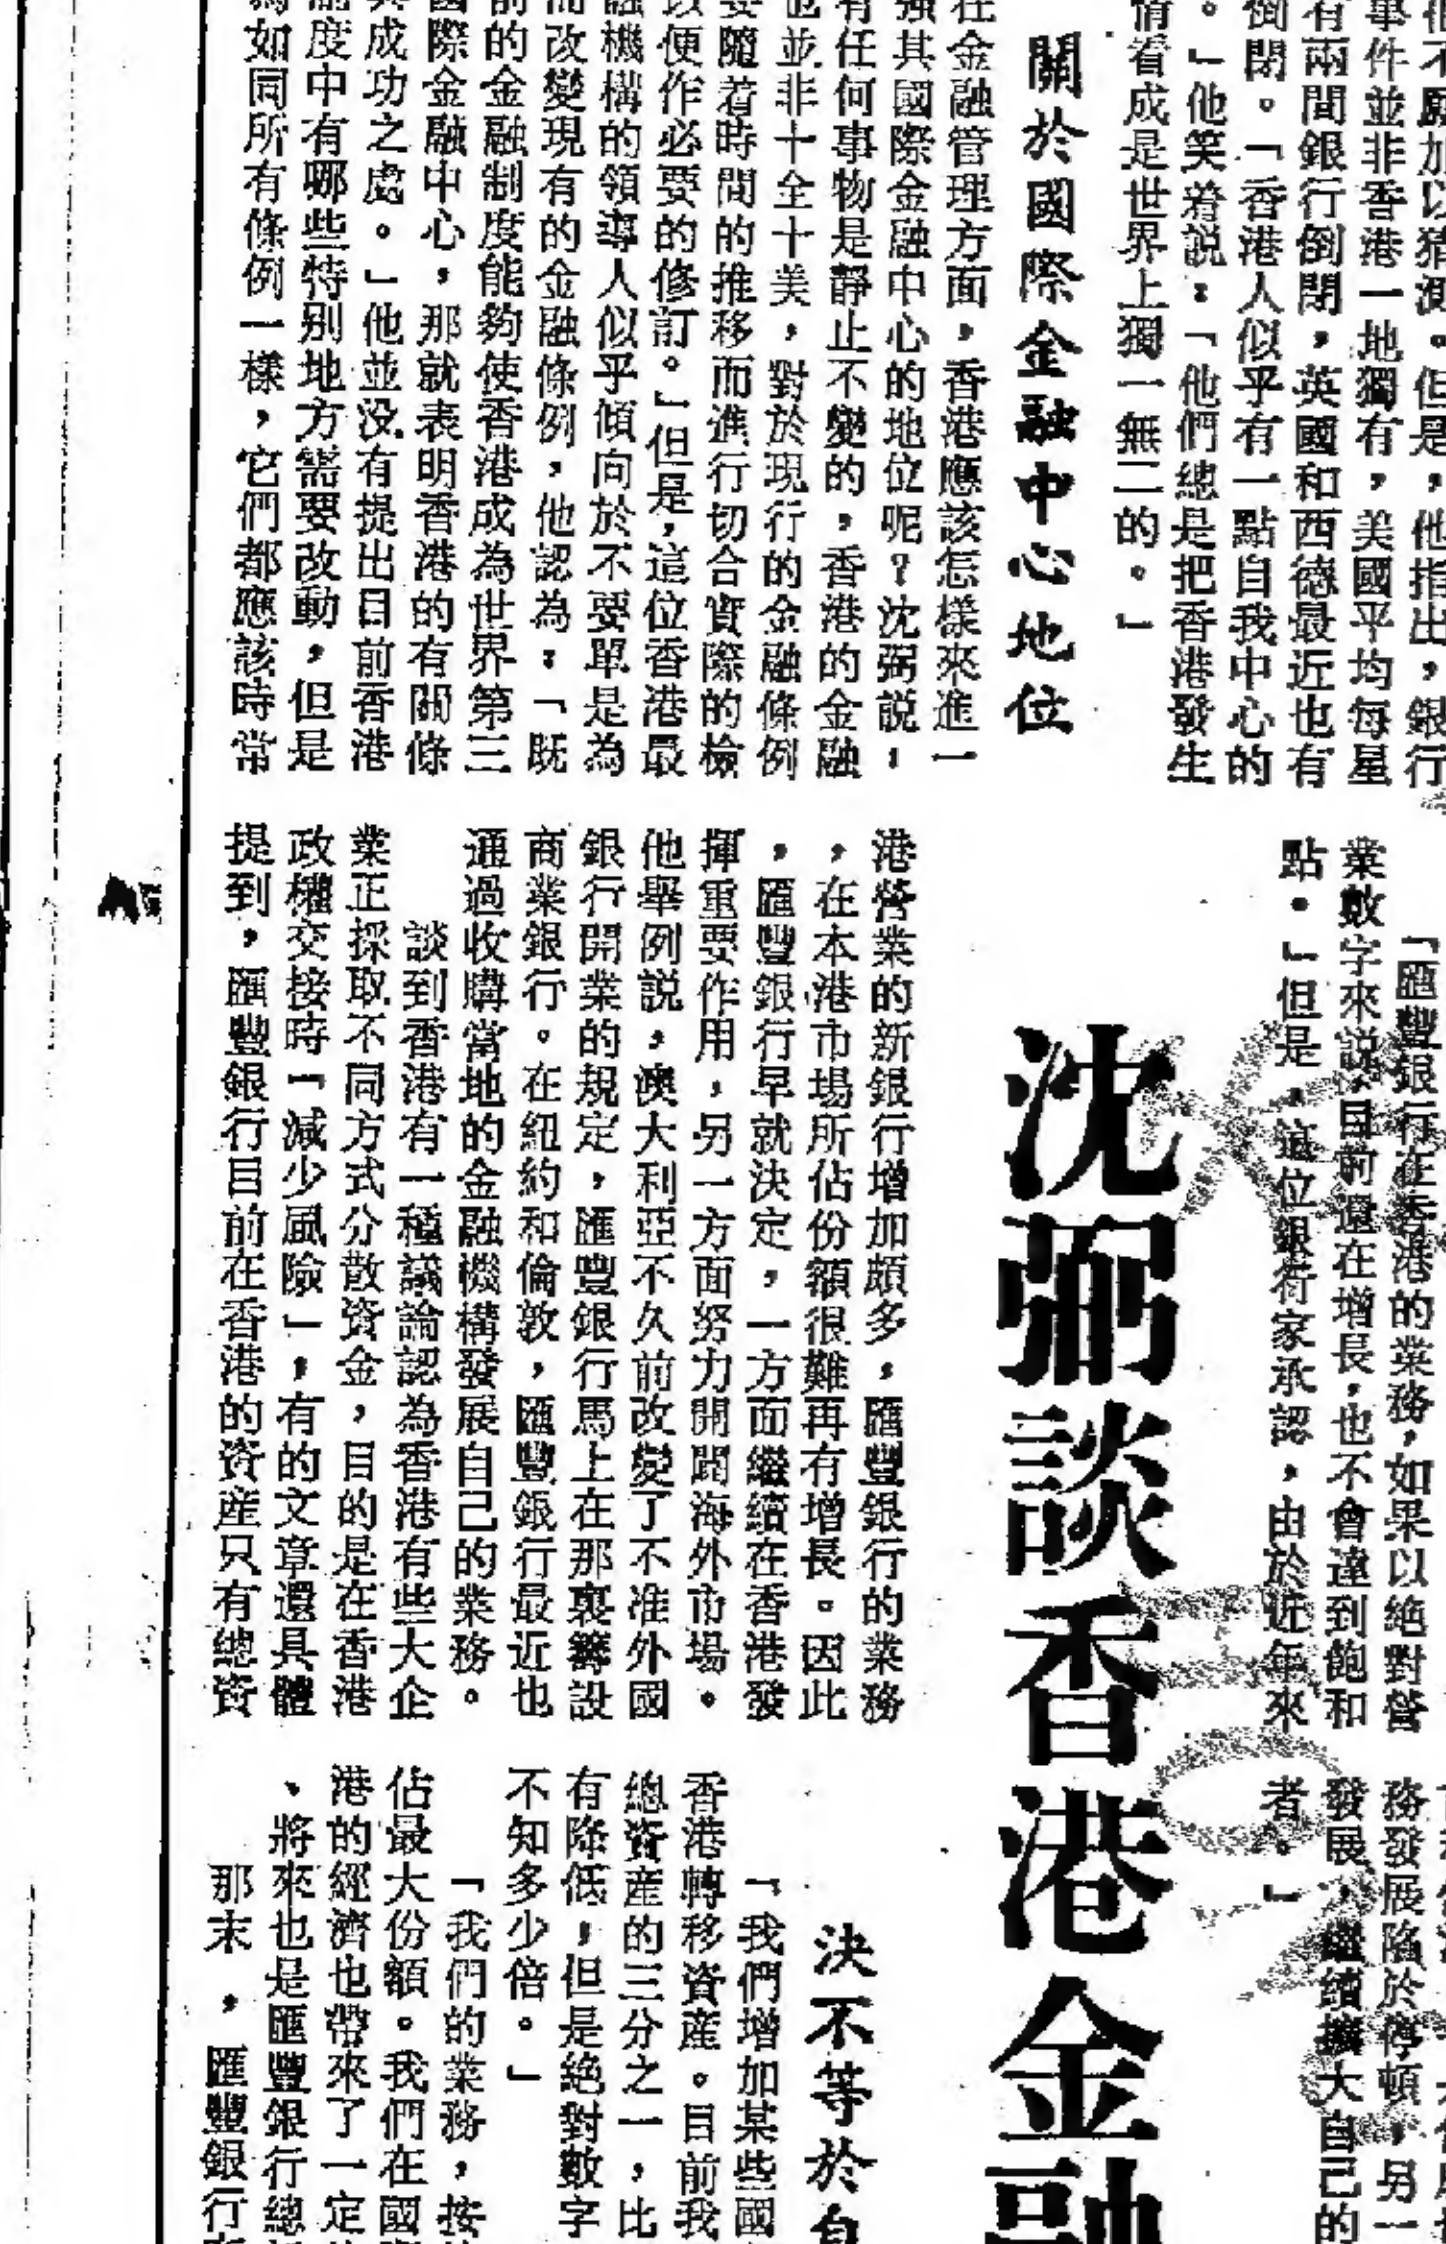 不願加以猜測。但是,他指出,銀行
事件並非香港一地獨有,美國平均每星
有兩間銀行倒閉,英國和西德最近也有
倒閉。「香港人似乎有一點自我中心的
。」他笑着説:「他們總是把香港發生
情看成是世界上獨一無二的。」
關於國際金融中心地位
在金融管理方面,香港應該怎樣來進一
強其國際金融中心的地位呢?沈弼説,
有任何事物是靜止不變的,香港的金融
也並非十全十美,對於現行的金融條例
要隨着時間的推移而進行切合實際的檢
以便作必要的修訂。」但是,這位香港最
融機構的領導人似乎傾向於不要單是為
而改變現有的金融條例,他認為:「既
前的金融制度能夠使香港成為世界第三
國際金融中心,那就表明香港的有關條
其成功之處。」他並没有提出目前香港
度中有哪些特别地方需要改動,但是
為如同所有條例一樣,它們都應該時常
沈弼談香港金融
「匯豐銀行在香港的業務,如果以絶對營
業數字來説,目前還在增長,也不會達到飽和
點。」但是,這位銀行家承認,由於近年來
港營業的新銀行增加頗多,匯豐銀行的業務
,在本港市場所佔份額很難再有增長。因此
,匯豐銀行早就決定,一方面繼續在香港發
揮重要作用,另一方面努力開闢海外市場。
他舉例説,澳大利亞不久前改變了不准外國
銀行開業的規定,匯豐銀行馬上在那裏籌設
商業銀行。在紐約和倫敦,匯豐銀行最近也
通過收購當地的金融機構發展自己的業務。
談到香港有一種議論認為香港有些大企
業正採取不同方式分散資金,目的是在香港
政權交接時「減少風險」,有的文章還具體
提到,匯豐銀行目前在香港的資産只有總資
務發展陷於停頓,另一
發展,繼續擴大自己的
者。」
決不等於自
「我們增加某些國
香港轉移資産。目前我
總資産的三分之一,比
有降低,但是絶對數字
不知多少倍。」
「我們的業務,按
佔最大份額。我們在國
港的經濟也帶來了一定
、將來也是匯豐銀行總
那末,匯豐銀行